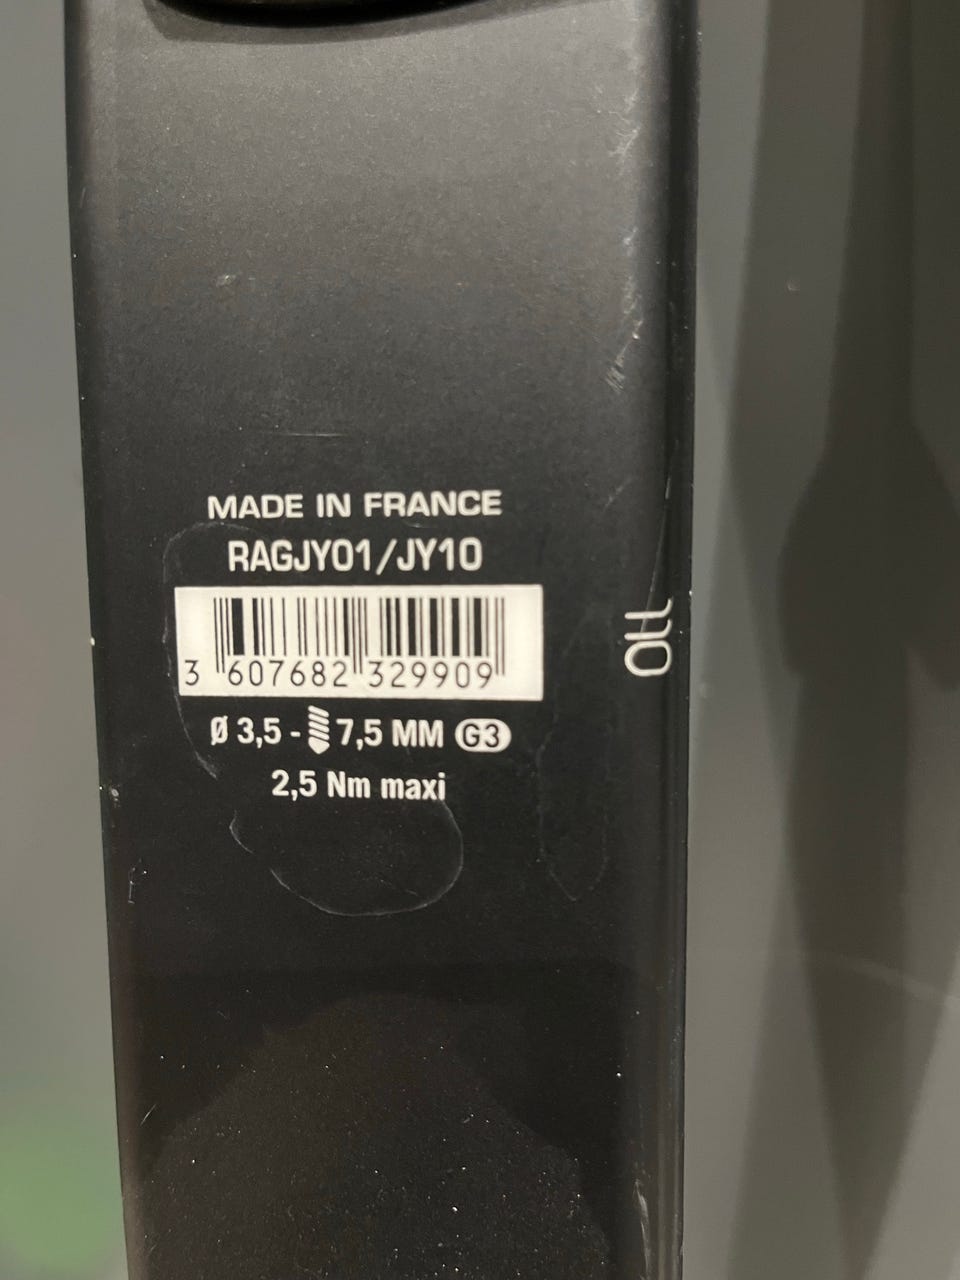 MADE IN FRANCE
RAGJY01/JY10
3 607682 329909
Ø 3,5 - 7,5 MM G3
2,5 Nm maxi